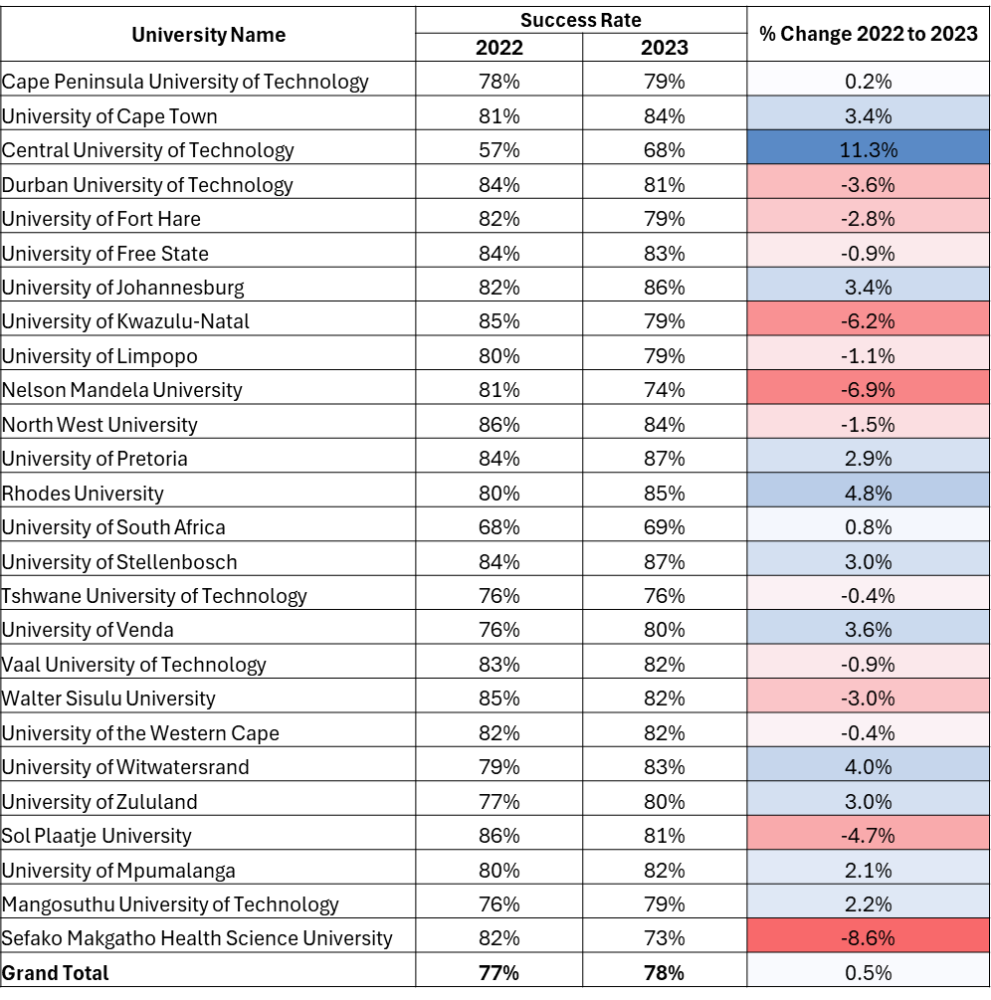 University Name Success Rate % Change 2022 to 2023
2022 2023
Cape Peninsula University of Technology 78% 79% 0.2%
University of Cape Town 81% 84% 3.4%
Central University of Technology 57% 68% 11.3%
Durban University of Technology 84% 81% -3.6%
University of Fort Hare 82% 79% -2.8%
University of Free State 84% 83% -0.9%
University of Johannesburg 82% 86% 3.4%
University of Kwazulu-Natal 85% 79% -6.2%
University of Limpopo 80% 79% -1.1%
Nelson Mandela University 81% 74% -6.9%
North West University 86% 84% -1.5%
University of Pretoria 84% 87% 2.9%
Rhodes University 80% 85% 4.8%
University of South Africa 68% 69% 0.8%
University of Stellenbosch 84% 87% 3.0%
Tshwane University of Technology 76% 76% -0.4%
University of Venda 76% 80% 3.6%
Vaal University of Technology 83% 82% -0.9%
Walter Sisulu University 85% 82% -3.0%
University of the Western Cape 82% 82% -0.4%
University of Witwatersrand 79% 83% 4.0%
University of Zululand 77% 80% 3.0%
Sol Plaatje University 86% 81% -4.7%
University of Mpumalanga 80% 82% 2.1%
Mangosuthu University of Technology 76% 79% 2.2%
Sefako Makgatho Health Science University 82% 73% -8.6%
Grand Total 77% 78% 0.5%